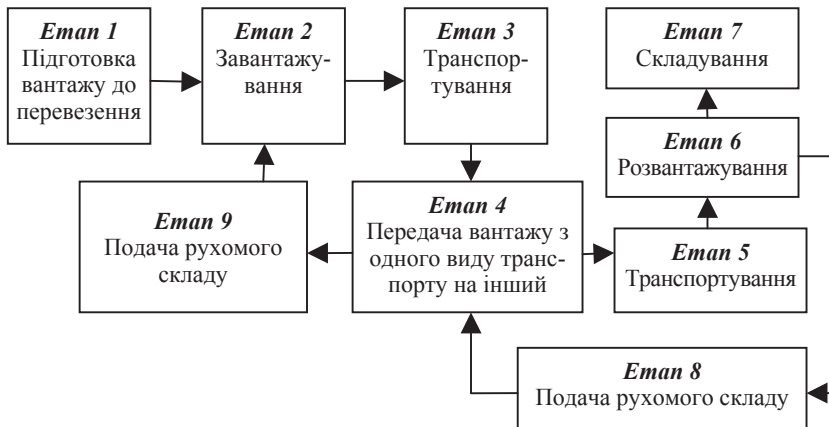 Етап 1
Підготовка
вантажу до
перевезення
Етап 2
Завантажу-
вання
Етап 3
Транспор-
тування
Етап 7
Складування
Етап 6
Розвантажування
Етап 9
Подача рухомого
складу
Етап 4
Передача вантажу з
одного виду транс-
порту на інший
Етап 5
Транспортування
Етап 8
Подача рухомого складу